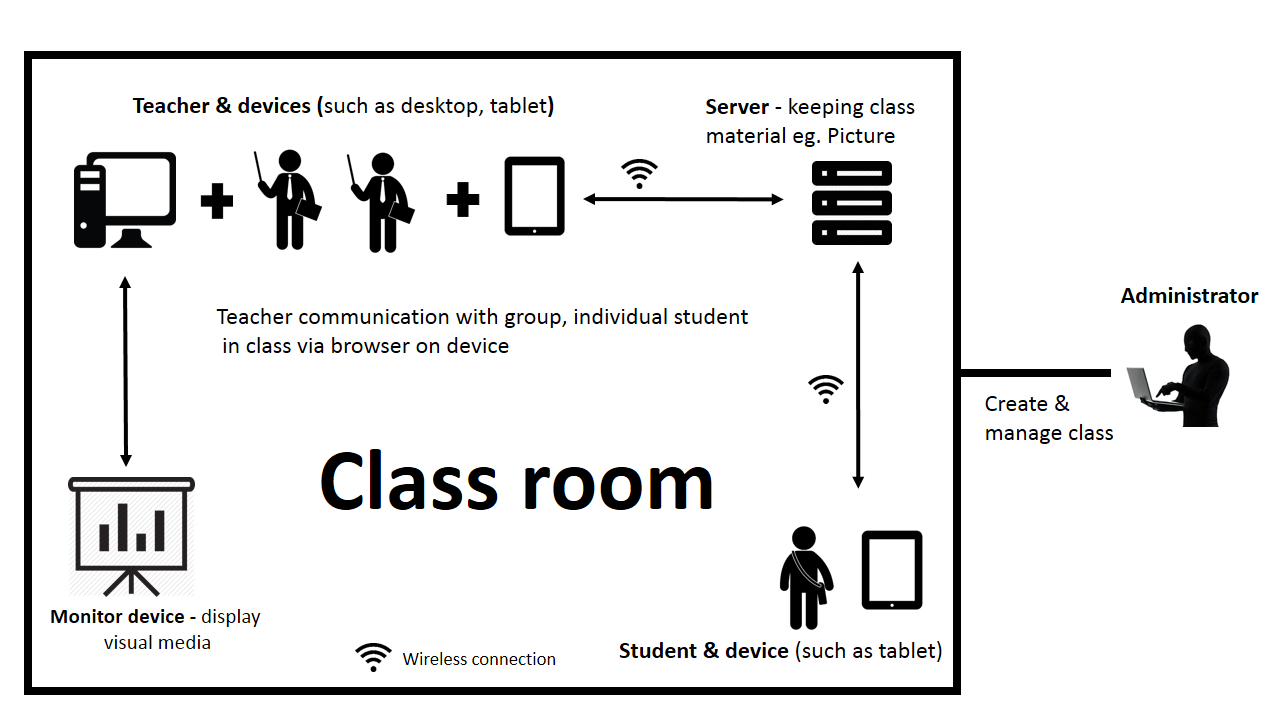 Teacher & devices (such as desktop, tablet)
Server - keeping class
material eg. Picture
Administrator
Teacher communication with group, individual student
in class via browser on device
Create &
manage class
Class room
Monitor device - display
visual media
Wireless connection
Student & device (such as tablet)